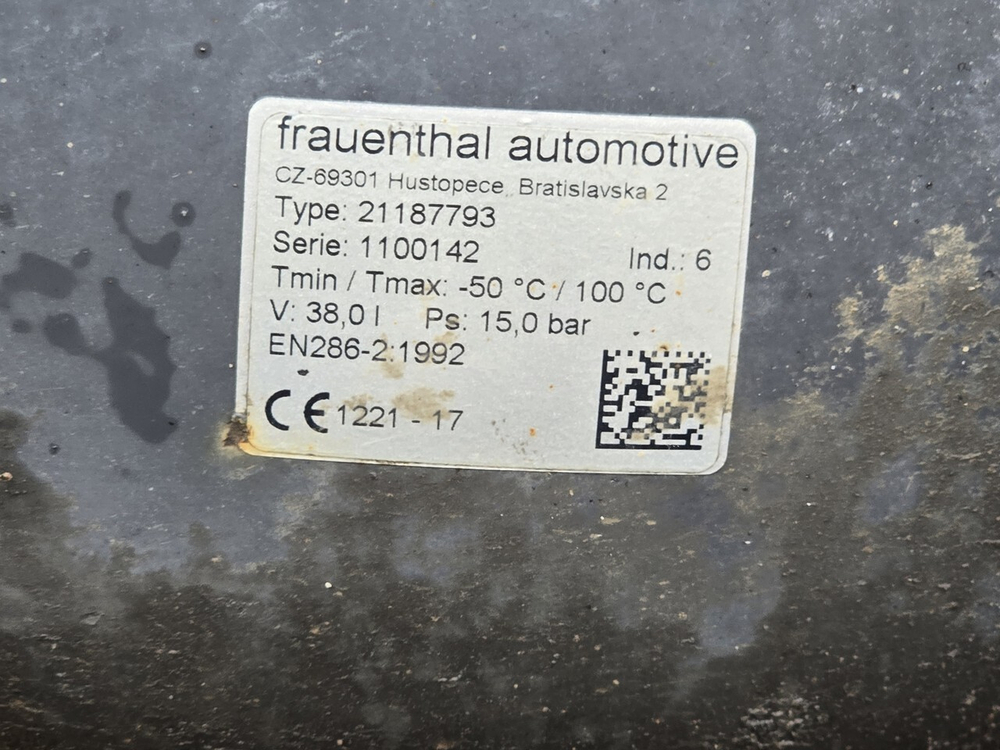 frauenthal automotive
CZ-69301 Hustopece, Bratislavska 2
Type: 21187793
Serie: 1100142 Ind.: 6
Tmin / Tmax: -50 °C / 100 °C
V: 38,0 l Ps: 15,0 bar
EN286-2:1992
CE 1221 - 17